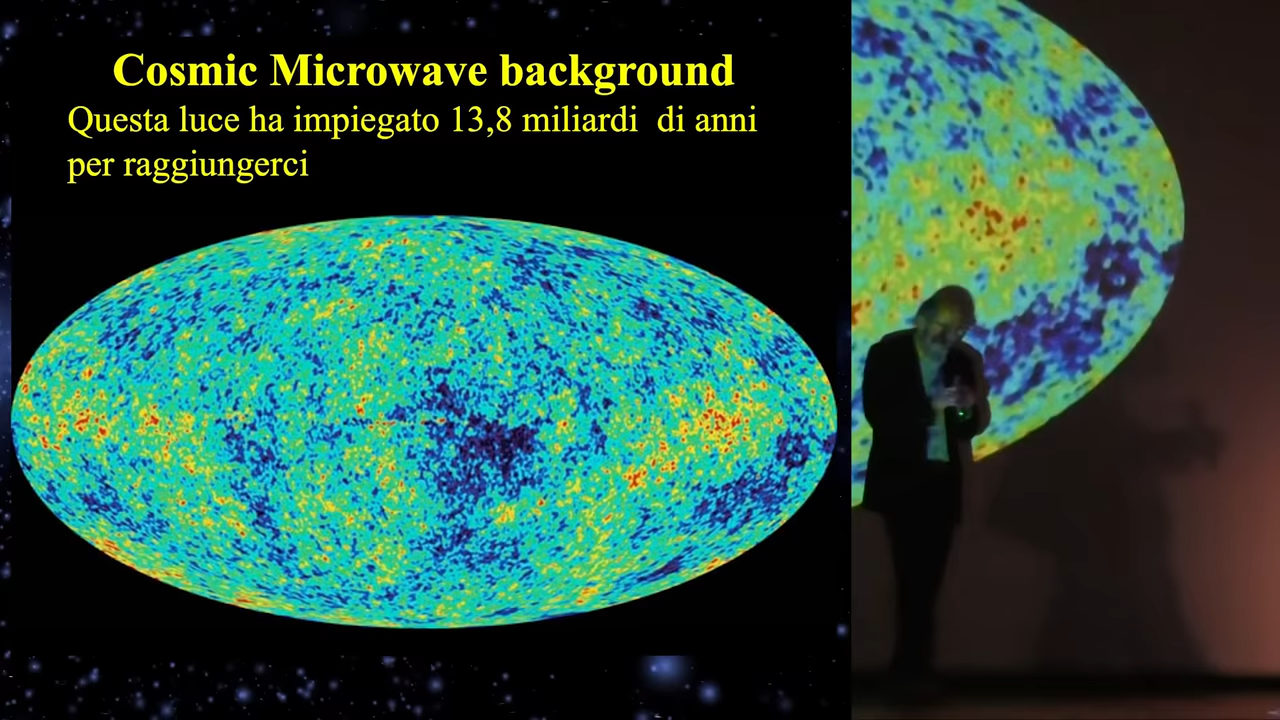 Cosmic Microwave background
Questa luce ha impiegato 13,8 miliardi  di anni
per raggiungerci